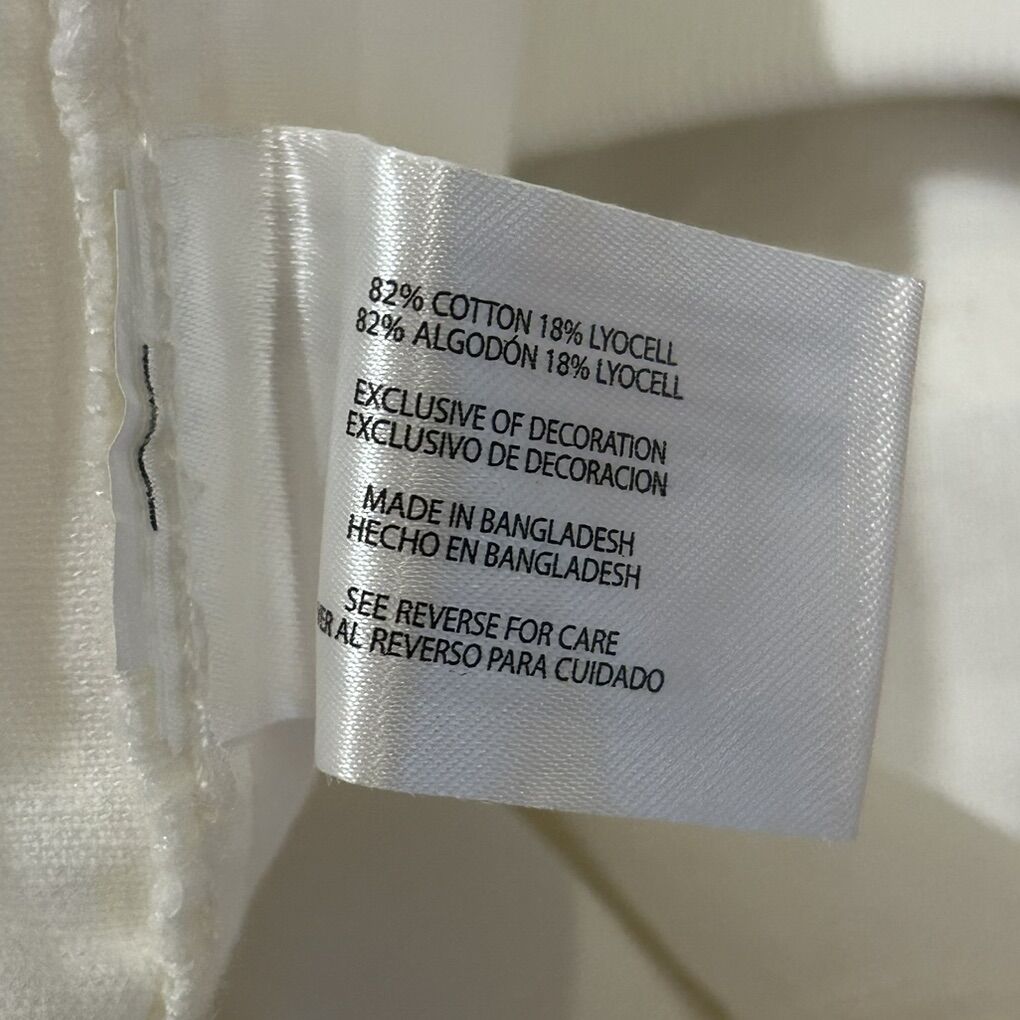 82% COTTON 18% LYOCELL
82% ALGODÓN 18% LYOCELL
EXCLUSIVE OF DECORATION
EXCLUSIVO DE DECORACION
MADE IN BANGLADESH
HECHO EN BANGLADESH
SEE REVERSE FOR CARE
VER AL REVERSO PARA CUIDADO